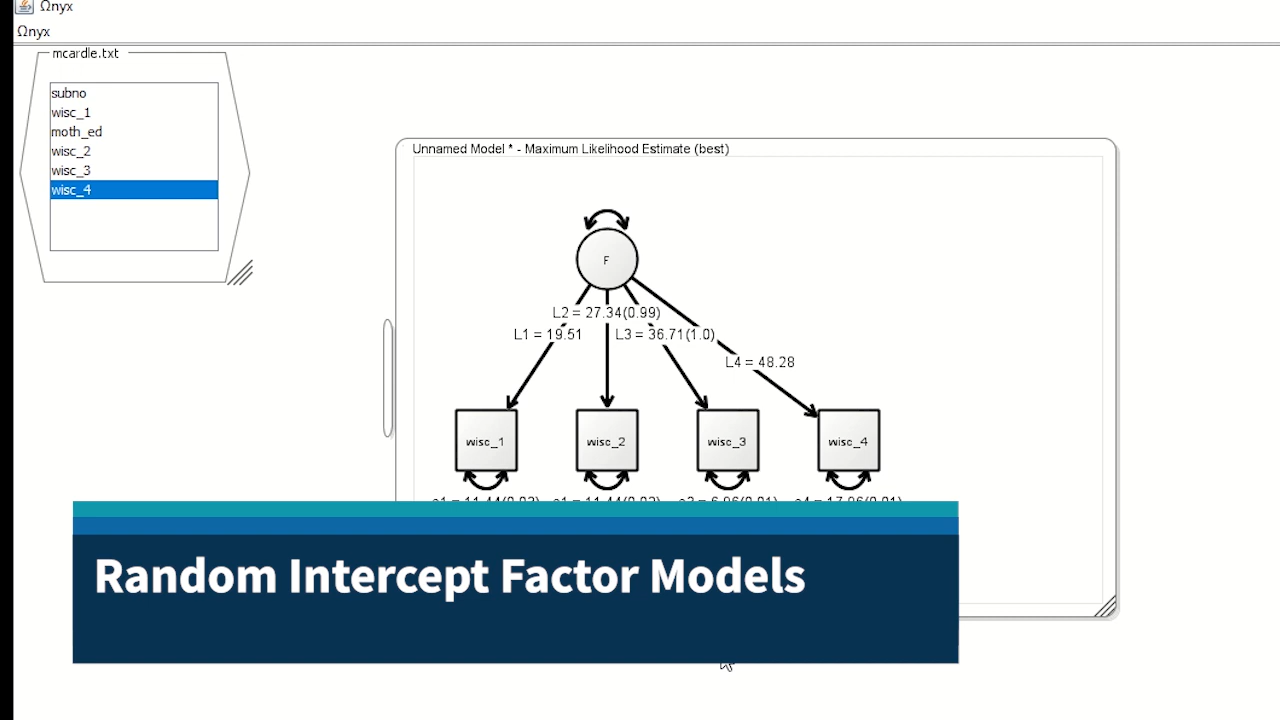 Ωnyx
Ωnyx
mcardle.txt
subno
wisc_1
moth_ed
wisc_2
wisc_3
wisc_4
Unnamed Model * - Maximum Likelihood Estimate (best)
F
L2 = 27.34(0.99)
L1 = 19.51
L3 = 36.71(1.0)
L4 = 48.28
wisc_1
wisc_2
wisc_3
wisc_4
Random Intercept Factor Models